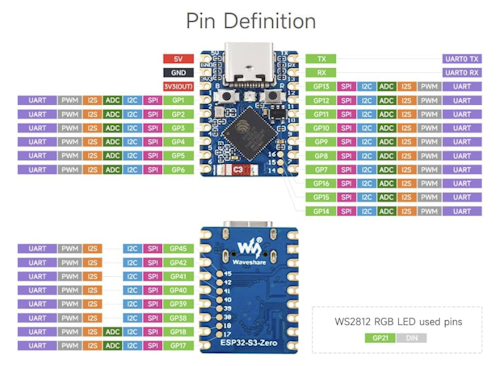 Pin Definition
5V
GND
3V3(OUT)
UART PWM I2S ADC I2C SPI GP1
UART PWM I2S ADC I2C SPI GP2
UART PWM I2S ADC I2C SPI GP3
UART PWM I2S ADC I2C SPI GP4
UART PWM I2S ADC I2C SPI GP5
UART PWM I2S ADC I2C SPI GP6
TX UART0 TX
RX UART0 RX
GP13 SPI I2C ADC I2S PWM UART
GP12 SPI I2C ADC I2S PWM UART
GP11 SPI I2C ADC I2S PWM UART
GP10 SPI I2C ADC I2S PWM UART
GP9 SPI I2C ADC I2S PWM UART
GP8 SPI I2C ADC I2S PWM UART
GP7 SPI I2C ADC I2S PWM UART
GP16 SPI I2C ADC I2S PWM UART
GP15 SPI I2C ADC I2S PWM UART
GP14 SPI I2C ADC I2S PWM UART
16
15
14
C3
UART PWM I2S I2C SPI GP45
UART PWM I2S I2C SPI GP42
UART PWM I2S I2C SPI GP41
UART PWM I2S I2C SPI GP40
UART PWM I2S I2C SPI GP39
UART PWM I2S I2C SPI GP38
UART PWM I2S ADC I2C SPI GP18
UART PWM I2S ADC I2C SPI GP17
Waveshare
45
42
41
40
39
38
18
17
ESP32-S3-Zero
WS2812 RGB LED used pins
GP21 DIN